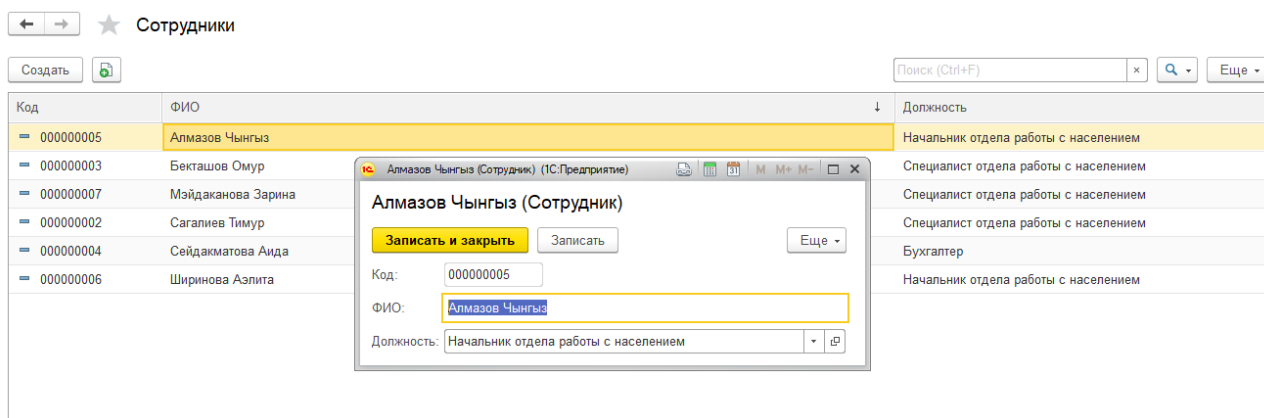 Сотрудники
Создать Поиск (Ctrl+F) × Еще
Код ФИО ↓ Должность
000000005 Алмазов Чынгыз Начальник отдела работы с населением
000000003 Бекташов Омур Специалист отдела работы с населением
000000007 Мэйдаканова Зарина Специалист отдела работы с населением
000000002 Сагалиев Тимур Специалист отдела работы с населением
000000004 Сейдакматова Аида Бухгалтер
000000006 Ширинова Аэлита Начальник отдела работы с населением
1С Алмазов Чынгыз (Сотрудник) (1С:Предприятие) 31 M M+ M-
Алмазов Чынгыз (Сотрудник)
Записать и закрыть Записать Еще
Код: 000000005
ФИО: Алмазов Чынгыз
Должность: Начальник отдела работы с населением